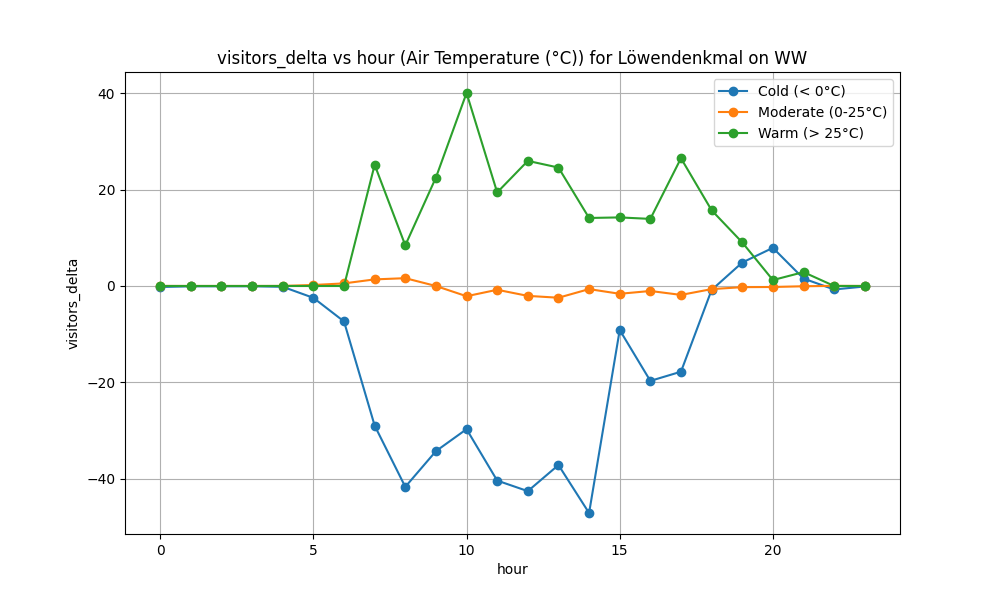 visitors_delta vs hour (Air Temperature (°C)) for Löwendenkmal on WW
Cold (< 0°C)
Moderate (0-25°C)
Warm (> 25°C)
visitors_delta
40
20
0
−20
−40
0 5 10 15 20
hour